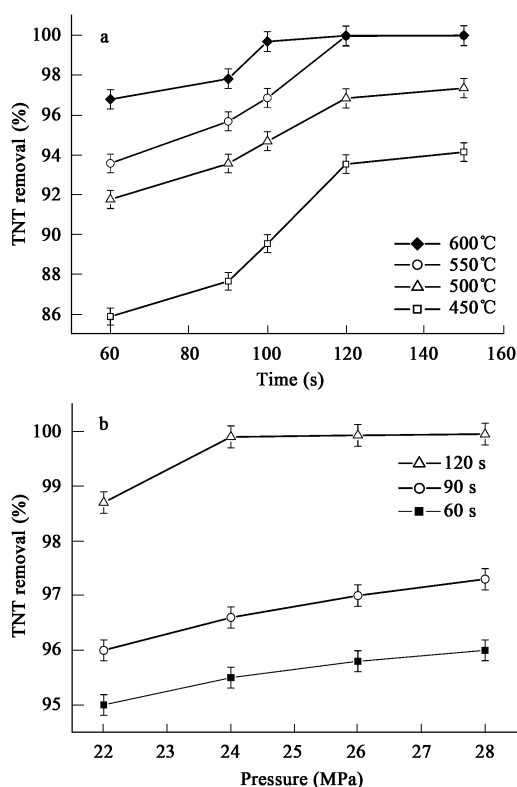 a
100
98
96
94
92
90
88
86
TNT removal (%)
600℃
550℃
500℃
450℃
60 80 100 120 140 160
Time (s)
b
100
99
98
97
96
95
TNT removal (%)
120 s
90 s
60 s
22 23 24 25 26 27 28
Pressure (MPa)